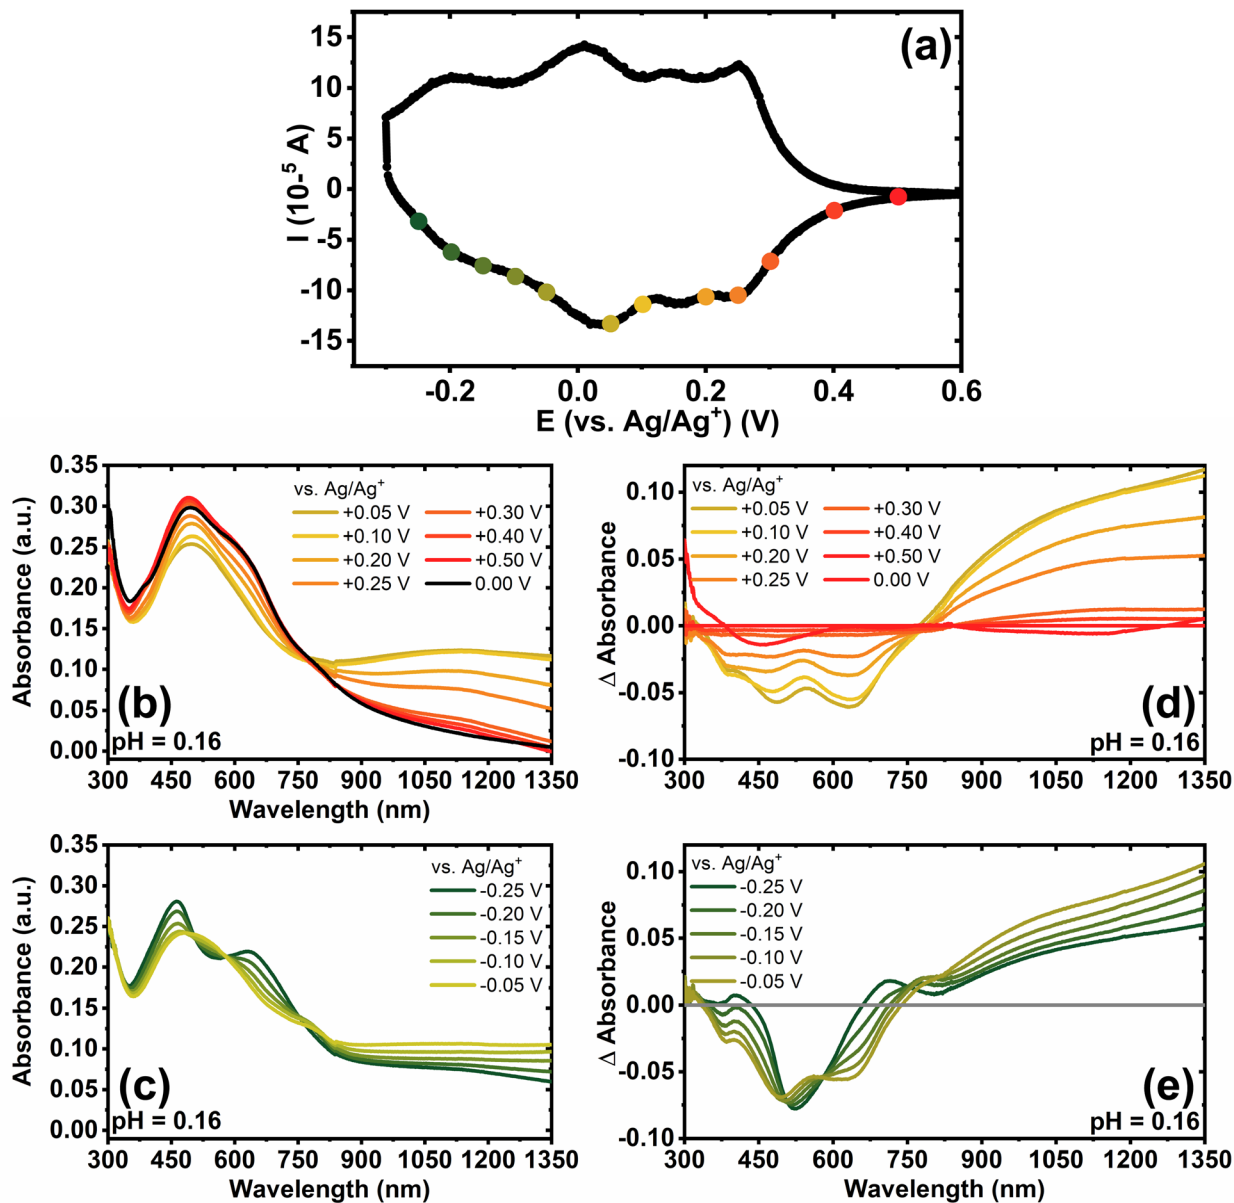 (a)
I (10-⁵ A)
15
10
5
0
-5
-10
-15
-0.2 0.0 0.2 0.4 0.6
E (vs. Ag/Ag⁺) (V)
(b)
Absorbance (a.u.)
0.35
0.30
0.25
0.20
0.15
0.10
0.05
0.00
vs. Ag/Ag⁺
+0.05 V +0.30 V
+0.10 V +0.40 V
+0.20 V +0.50 V
+0.25 V 0.00 V
pH = 0.16
300 450 600 750 900 1050 1200 1350
Wavelength (nm)
(d)
Δ Absorbance
0.10
0.05
0.00
-0.05
-0.10
vs. Ag/Ag⁺
+0.05 V +0.30 V
+0.10 V +0.40 V
+0.20 V +0.50 V
+0.25 V 0.00 V
pH = 0.16
300 450 600 750 900 1050 1200 1350
(c)
Absorbance (a.u.)
0.35
0.30
0.25
0.20
0.15
0.10
0.05
0.00
vs. Ag/Ag⁺
-0.25 V
-0.20 V
-0.15 V
-0.10 V
-0.05 V
pH = 0.16
300 450 600 750 900 1050 1200 1350
Wavelength (nm)
(e)
Δ Absorbance
0.10
0.05
0.00
-0.05
-0.10
vs. Ag/Ag⁺
-0.25 V
-0.20 V
-0.15 V
-0.10 V
-0.05 V
pH = 0.16
300 450 600 750 900 1050 1200 1350
Wavelength (nm)